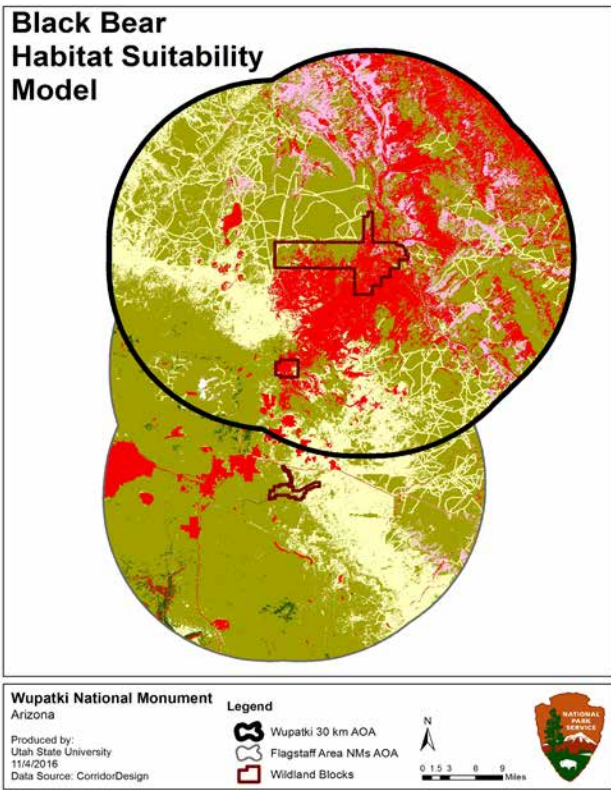 Black Bear
Habitat Suitability
Model
Wupatki National Monument
Arizona
Produced by:
Utah State University
11/4/2016
Data Source: CorridorDesign
Legend
Wupatki 30 km AOA
Flagstaff Area NMs AOA
Wildland Blocks
N
0 1.5 3 6 9
Miles
NATIONAL
PARK
SERVICE